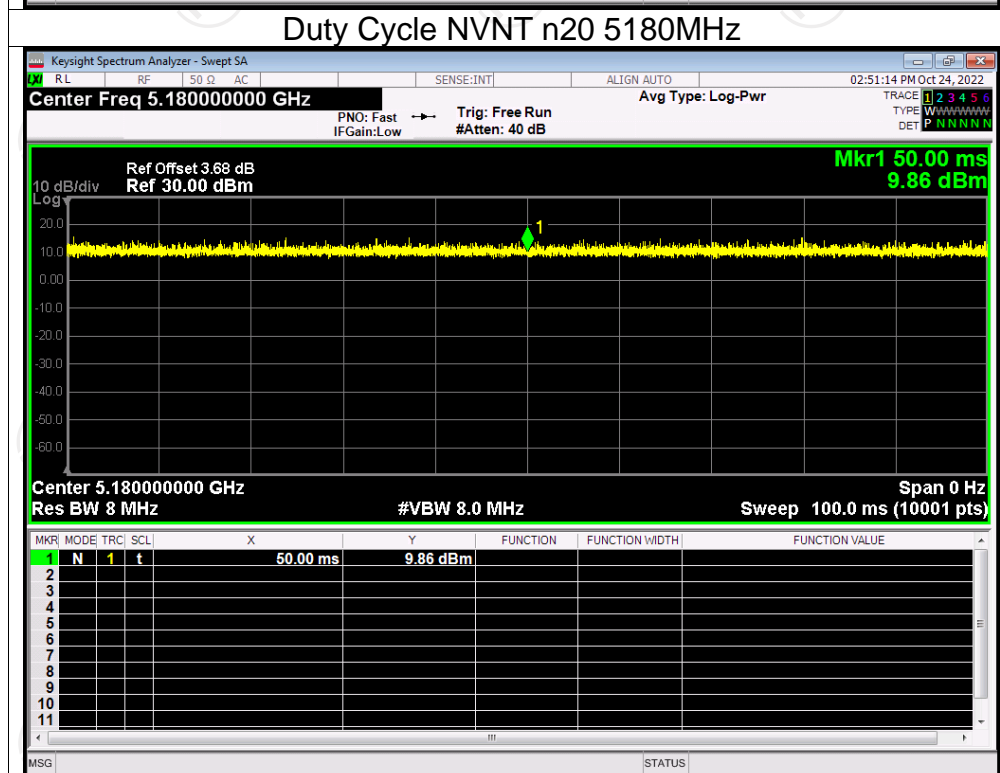 Duty Cycle NVNT n20 5180MHz
Keysight Spectrum Analyzer - Swept SA
LXI RL RF 50 Ω AC SENSE:INT ALIGN AUTO 02:51:14 PM Oct 24, 2022
Center Freq 5.180000000 GHz Avg Type: Log-Pwr TRACE 1 2 3 4 5 6
PNO: Fast Trig: Free Run TYPE WWWWWW
IFGain:Low #Atten: 40 dB DET P N N N N N
Mkr1 50.00 ms
Ref Offset 3.68 dB
10 dB/div Ref 30.00 dBm 9.86 dBm
Log
1
20.0
10.0
0.00
-10.0
-20.0
-30.0
-40.0
-50.0
-60.0
Center 5.180000000 GHz Span 0 Hz
Res BW 8 MHz #VBW 8.0 MHz Sweep 100.0 ms (10001 pts)
MKR MODE TRC SCL X Y FUNCTION FUNCTION WIDTH FUNCTION VALUE
1 N 1 t 50.00 ms 9.86 dBm
2
3
4
5
6
7
8
9
10
11
MSG STATUS